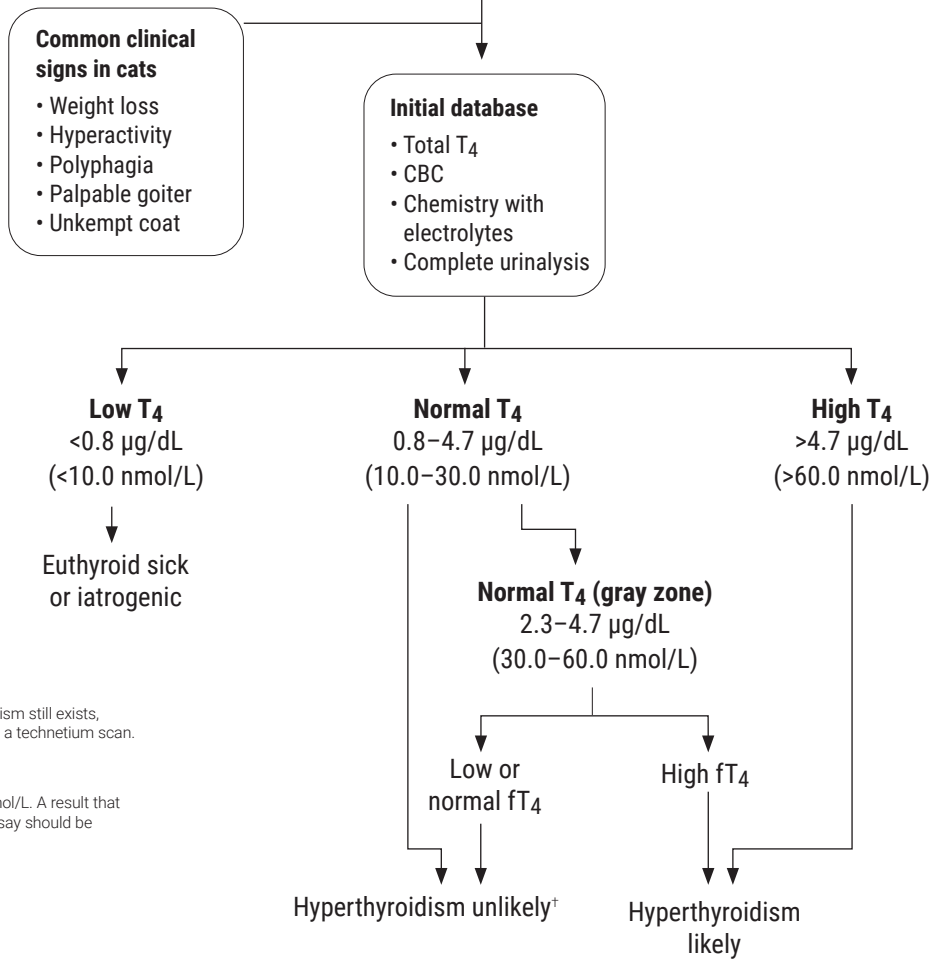 Common clinical
signs in cats
• Weight loss
• Hyperactivity
• Polyphagia
• Palpable goiter
• Unkempt coat
Initial database
• Total T4
• CBC
• Chemistry with
electrolytes
• Complete urinalysis
Low T4
<0.8 µg/dL
(<10.0 nmol/L)
Euthyroid sick
or iatrogenic
Normal T4
0.8–4.7 µg/dL
(10.0–30.0 nmol/L)
High T4
>4.7 µg/dL
(>60.0 nmol/L)
Normal T4 (gray zone)
2.3–4.7 µg/dL
(30.0–60.0 nmol/L)
Low or
normal fT4
High fT4
Hyperthyroidism unlikely†
Hyperthyroidism
likely
ism still exists,
a technetium scan.
mol/L. A result that
say should be